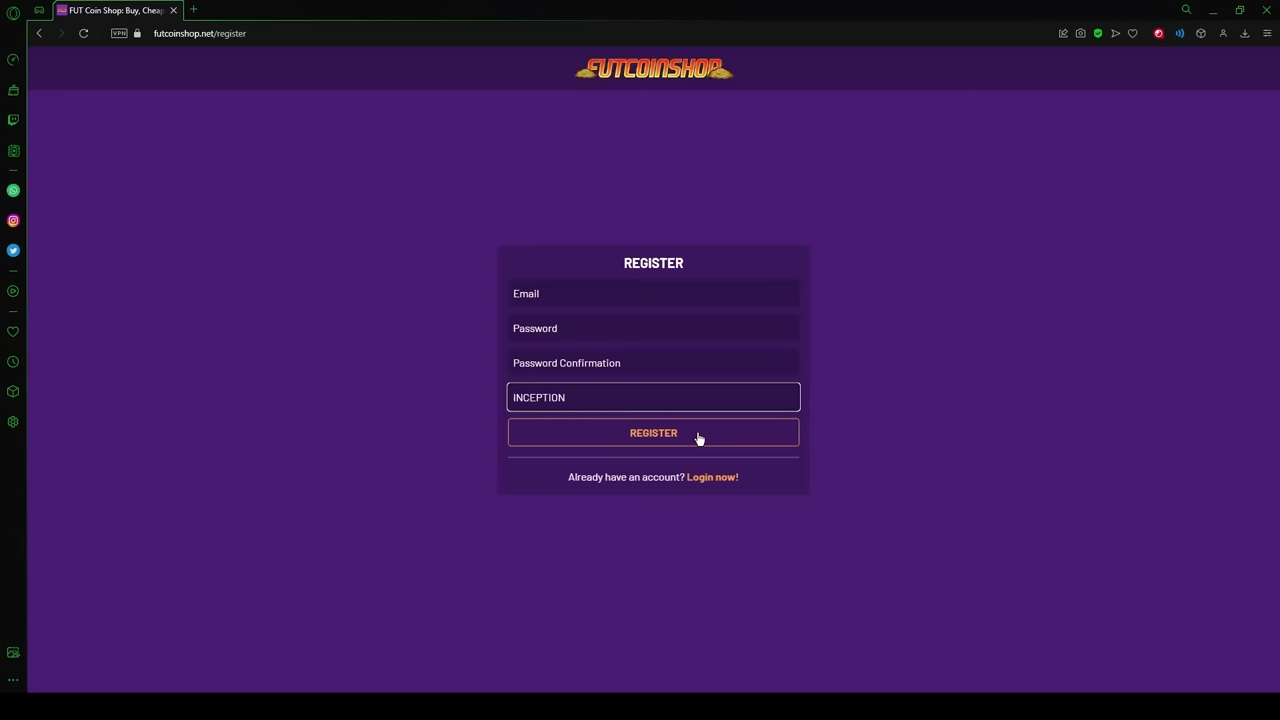 FUT Coin Shop: Buy, Cheap
VPN
futcoinshop.net/register
FUTCOINSHOP
REGISTER
Email
Password
Password Confirmation
INCEPTION
REGISTER
Already have an account? Login now!